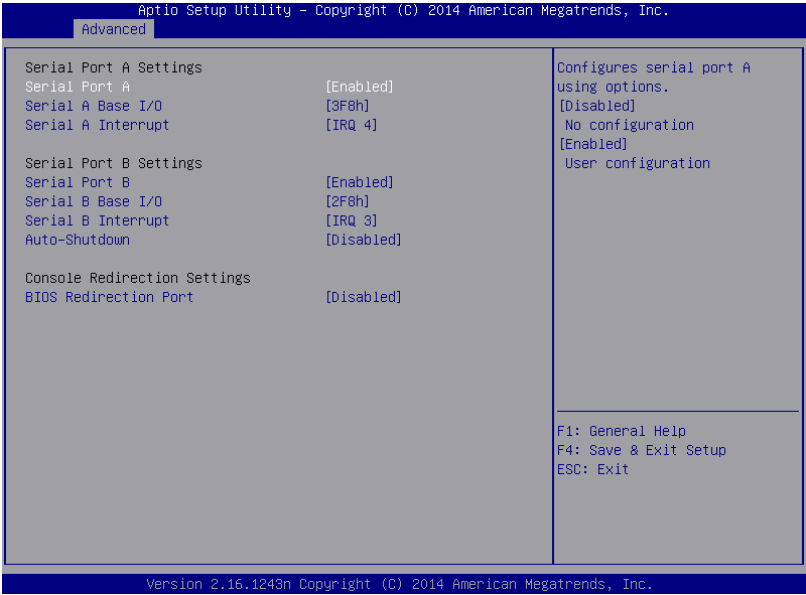 Aptio Setup Utility – Copyright (C) 2014 American Megatrends, Inc.
Advanced
Serial Port A Settings
Serial Port A [Enabled]
Serial A Base I/O [3F8h]
Serial A Interrupt [IRQ 4]
Serial Port B Settings
Serial Port B [Enabled]
Serial B Base I/O [2F8h]
Serial B Interrupt [IRQ 3]
Auto-Shutdown [Disabled]
Console Redirection Settings
BIOS Redirection Port [Disabled]
Configures serial port A
using options.
[Disabled]
No configuration
[Enabled]
User configuration
F1: General Help
F4: Save & Exit Setup
ESC: Exit
Version 2.16.1243n Copyright (C) 2014 American Megatrends, Inc.